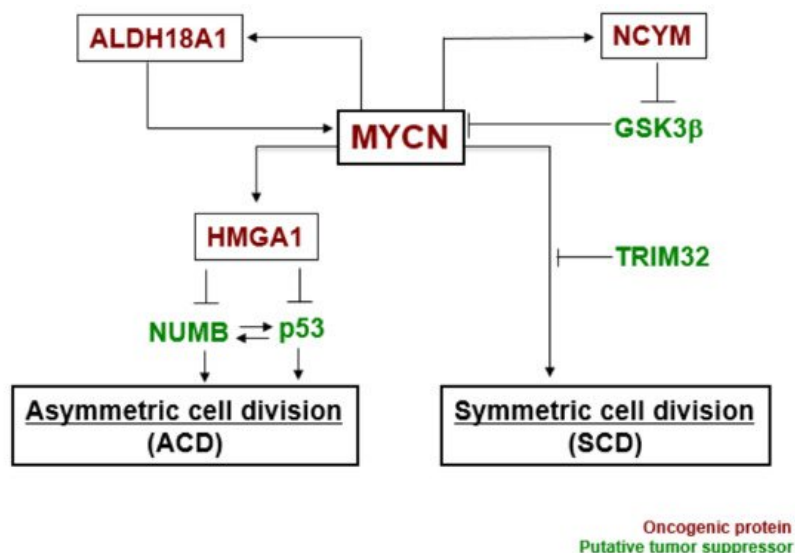 ALDH18A1
NCYM
MYCN
GSK3β
HMGA1
TRIM32
NUMB
p53
Asymmetric cell division
(ACD)
Symmetric cell division
(SCD)
Oncogenic protein
Putative tumor suppressor